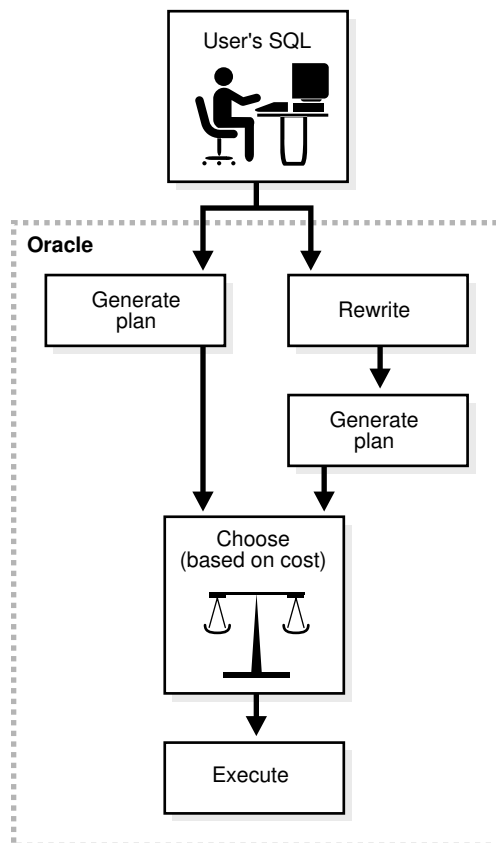 User's SQL
Oracle
Generate
plan
Rewrite
Generate
plan
Choose
(based on cost)
Execute